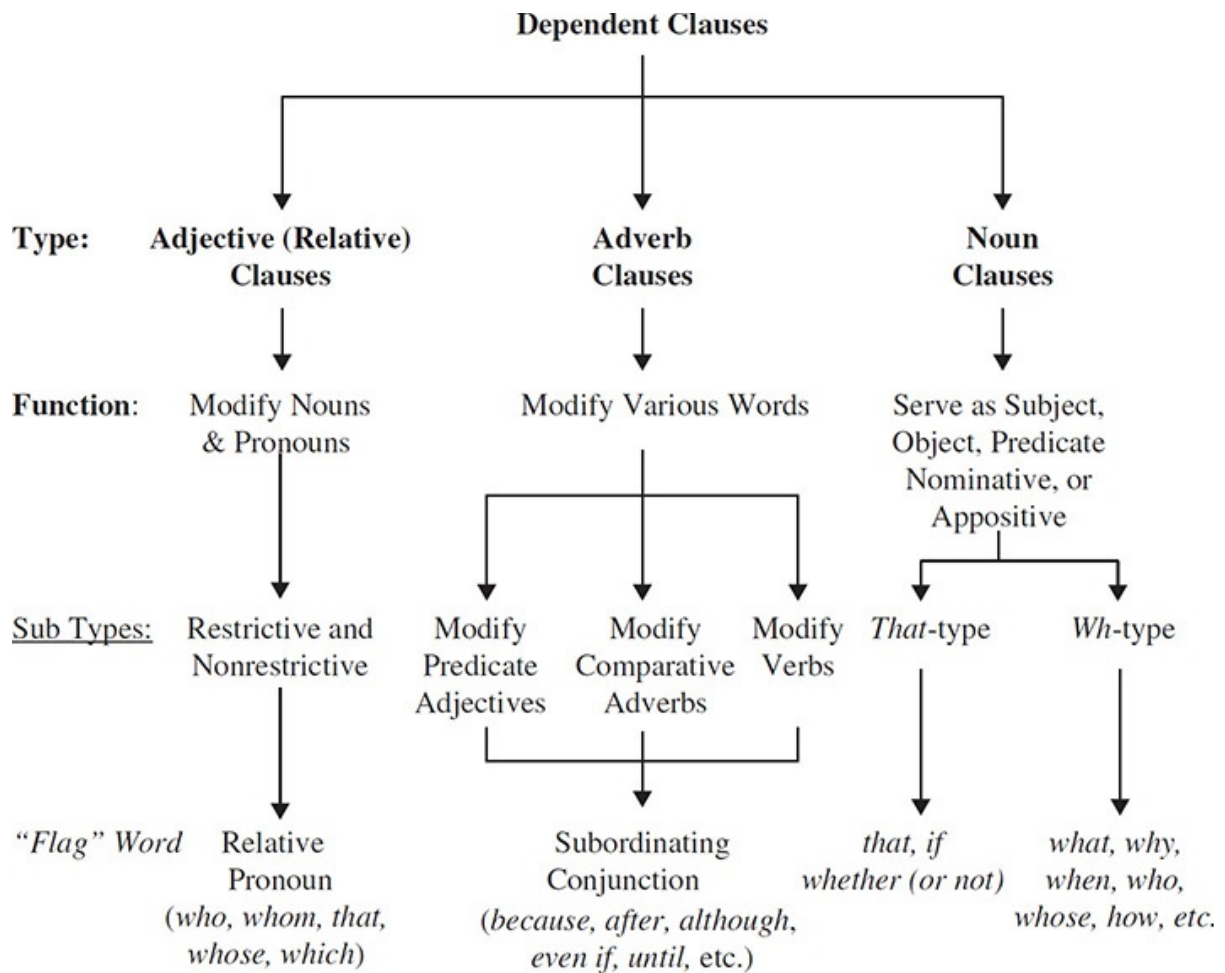 Dependent Clauses
Type: Adjective (Relative) Clauses
Adverb Clauses
Noun Clauses
Function: Modify Nouns & Pronouns
Modify Various Words
Serve as Subject,
Object, Predicate
Nominative, or
Appositive
Sub Types: Restrictive and
Nonrestrictive
Modify
Predicate
Adjectives
Modify
Comparative
Adverbs
Modify
Verbs
That-type
Wh-type
“Flag” Word
Relative
Pronoun
(who, whom, that,
whose, which)
Subordinating
Conjunction
(because, after, although,
even if, until, etc.)
that, if
whether (or not)
what, why,
when, who,
whose, how, etc.